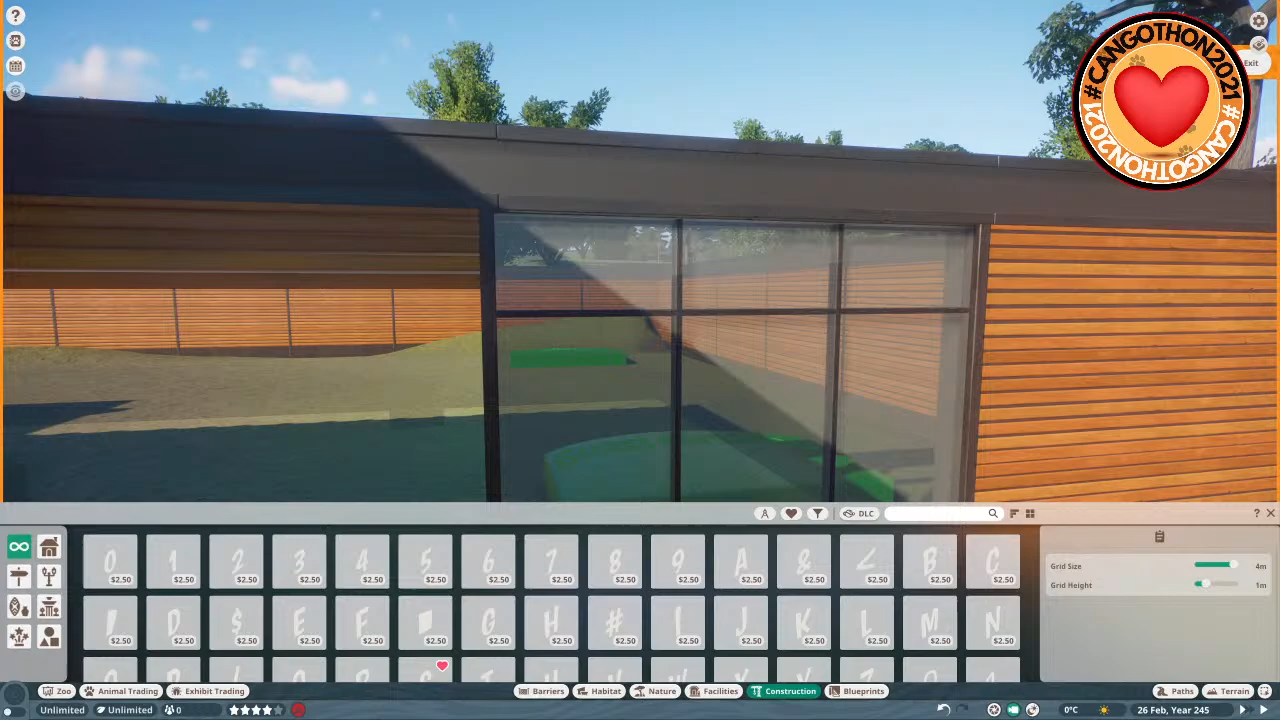 ?
#CANGOTHON2021
#CANGOTHON2021
Exit
A DLC ? X
0 1 2 3 4 5 6 7 8 9 A & < B C
$2.50 $2.50 $2.50 $2.50 $2.50 $2.50 $2.50 $2.50 $2.50 $2.50 $2.50 $2.50 $2.50 $2.50 $2.50
Grid Size 4m
Grid Height 1m
! D $ E F G H # I J K L M N
$2.50 $2.50 $2.50 $2.50 $2.50 $2.50 $2.50 $2.50 $2.50 $2.50 $2.50 $2.50 $2.50 $2.50 $2.50
Zoo Animal Trading Exhibit Trading Barriers Habitat Nature Facilities Construction Blueprints Paths Terrain
Unlimited Unlimited 0 0°C 26 Feb, Year 245